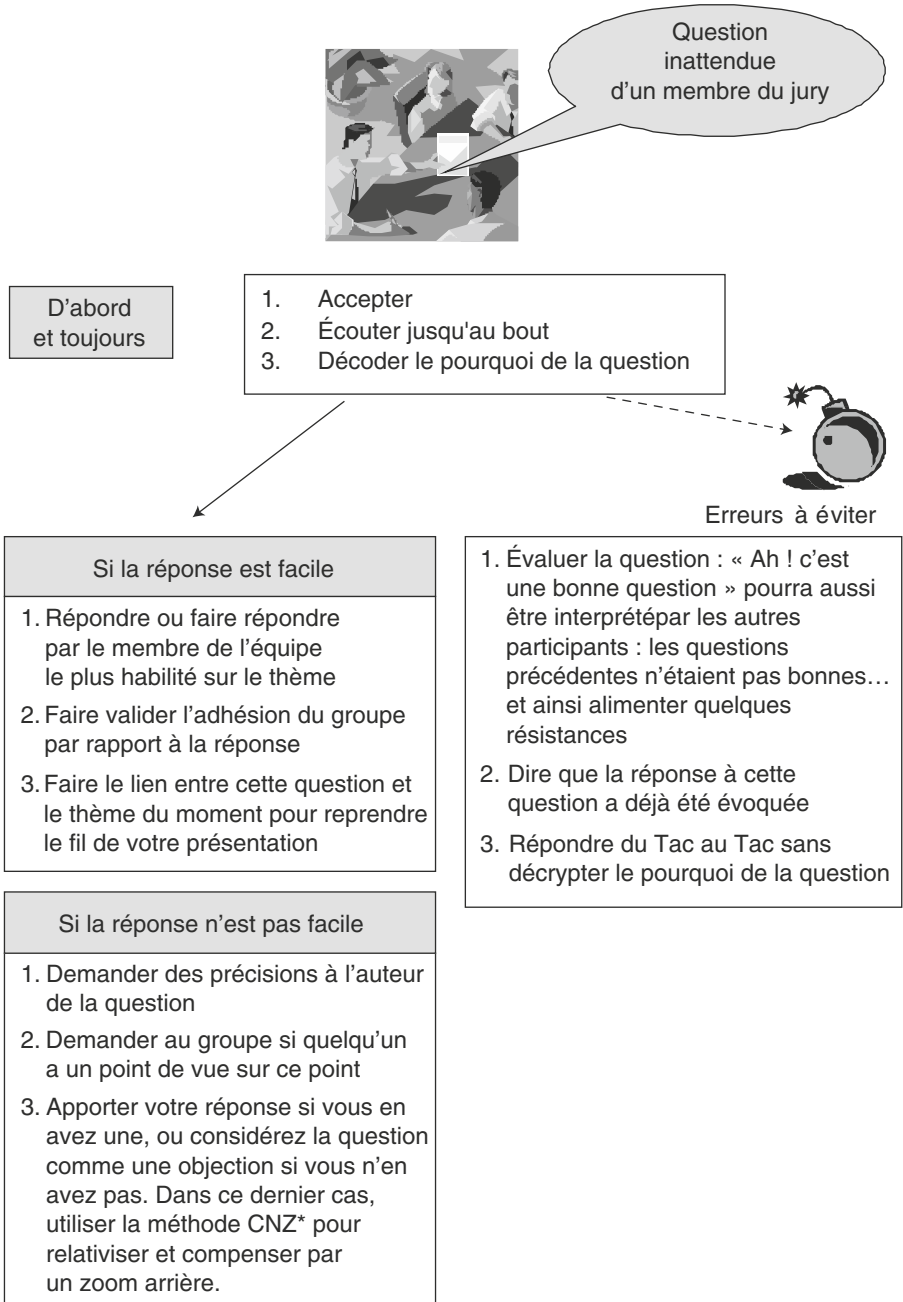 Question
inattendue
d'un membre du jury
D'abord
et toujours
1. Accepter
2. Écouter jusqu'au bout
3. Décoder le pourquoi de la question
Erreurs à éviter
Si la réponse est facile
1. Répondre ou faire répondre
par le membre de l'équipe
le plus habilité sur le thème
2. Faire valider l'adhésion du groupe
par rapport à la réponse
3. Faire le lien entre cette question et
le thème du moment pour reprendre
le fil de votre présentation
1. Évaluer la question : « Ah ! c'est
une bonne question » pourra aussi
être interprétépar les autres
participants : les questions
précédentes n'étaient pas bonnes…
et ainsi alimenter quelques
résistances
2. Dire que la réponse à cette
question a déjà été évoquée
3. Répondre du Tac au Tac sans
décrypter le pourquoi de la question
Si la réponse n'est pas facile
1. Demander des précisions à l'auteur
de la question
2. Demander au groupe si quelqu'un
a un point de vue sur ce point
3. Apporter votre réponse si vous en
avez une, ou considérez la question
comme une objection si vous n'en
avez pas. Dans ce dernier cas,
utiliser la méthode CNZ* pour
relativiser et compenser par
un zoom arrière.